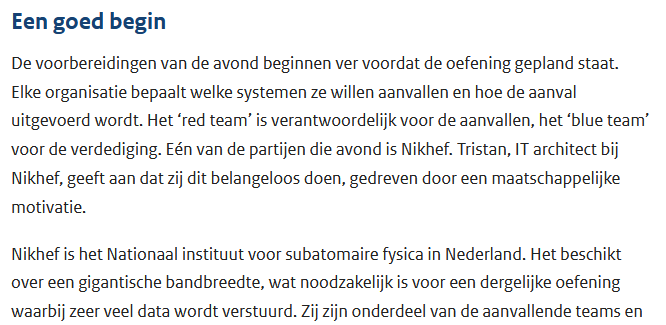 Een goed begin
De voorbereidingen van de avond beginnen ver voordat de oefening gepland staat.
Elke organisatie bepaalt welke systemen ze willen aanvallen en hoe de aanval
uitgevoerd wordt. Het ‘red team’ is verantwoordelijk voor de aanvallen, het ‘blue team’
voor de verdediging. Eén van de partijen die avond is Nikhef. Tristan, IT architect bij
Nikhef, geeft aan dat zij dit belangeloos doen, gedreven door een maatschappelijke
motivatie.
Nikhef is het Nationaal instituut voor subatomaire fysica in Nederland. Het beschikt
over een gigantische bandbreedte, wat noodzakelijk is voor een dergelijke oefening
waarbij zeer veel data wordt verstuurd. Zij zijn onderdeel van de aanvallende teams en